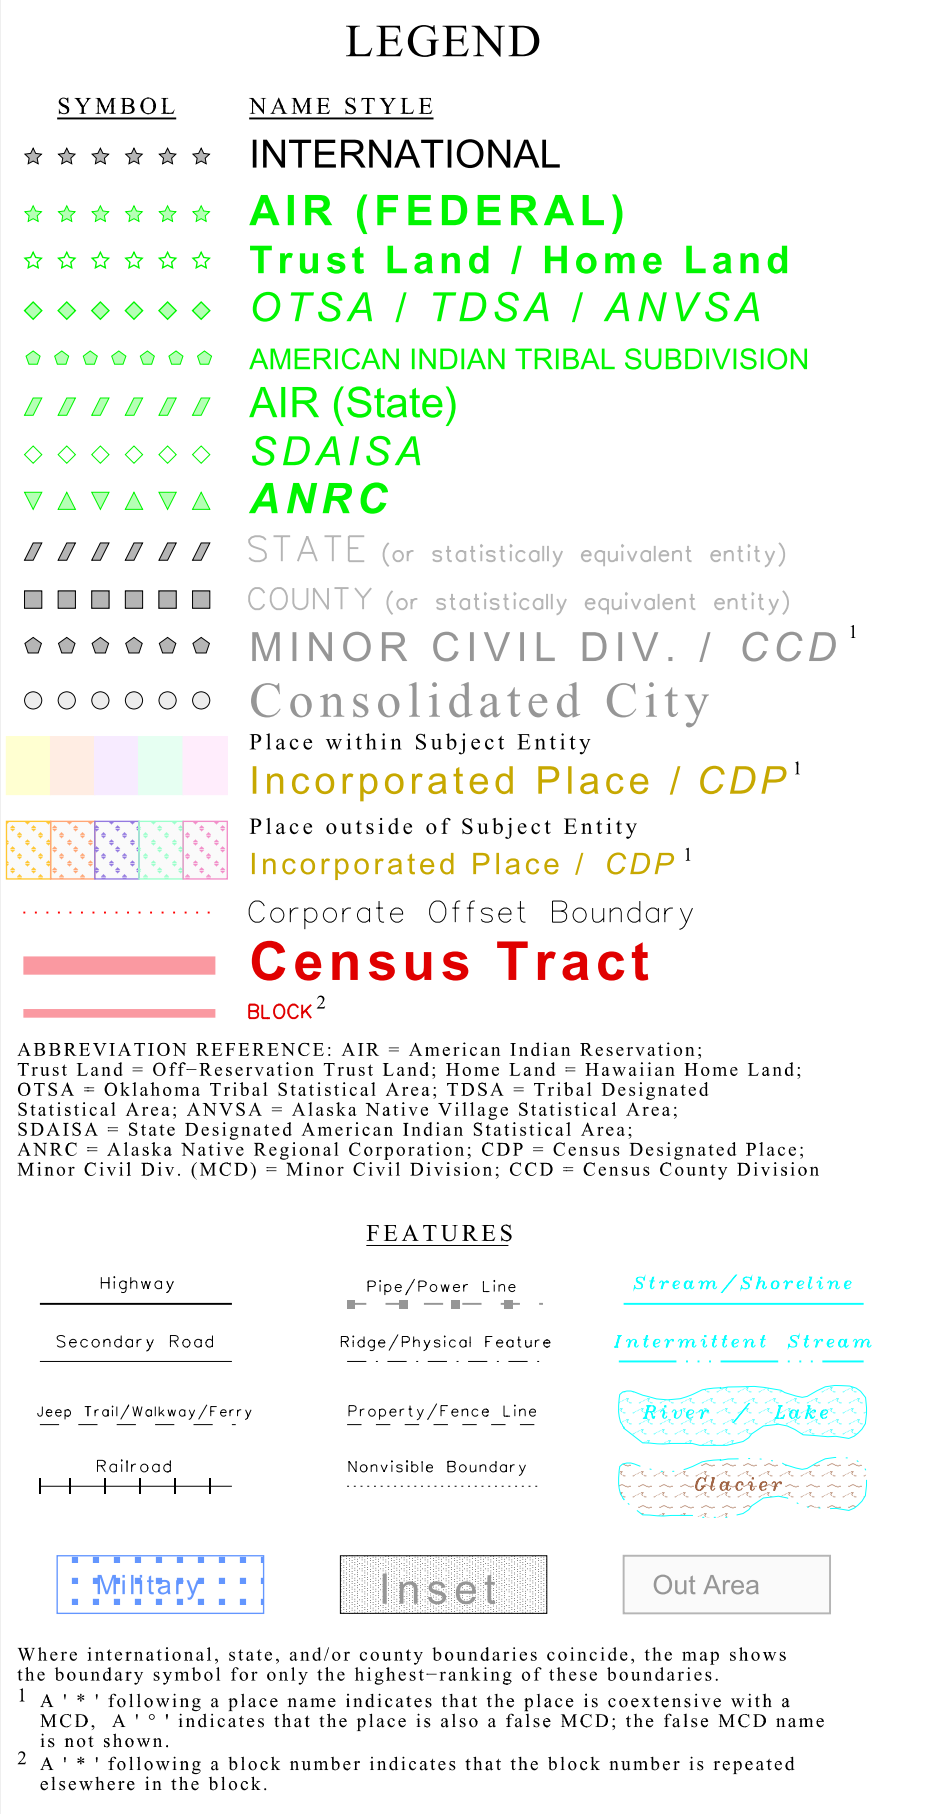 LEGEND
SYMBOL NAME STYLE
INTERNATIONAL
AIR (FEDERAL)
Trust Land / Home Land
OTSA / TDSA / ANVSA
AMERICAN INDIAN TRIBAL SUBDIVISION
AIR (State)
SDAISA
ANRC
STATE (or statistically equivalent entity)
COUNTY (or statistically equivalent entity)
MINOR CIVIL DIV. / CCD 1
Consolidated City
Place within Subject Entity
Incorporated Place / CDP 1
Place outside of Subject Entity
Incorporated Place / CDP 1
Corporate Offset Boundary
Census Tract
BLOCK 2
ABBREVIATION REFERENCE: AIR = American Indian Reservation;
Trust Land = Off−Reservation Trust Land; Home Land = Hawaiian Home Land;
OTSA = Oklahoma Tribal Statistical Area; TDSA = Tribal Designated
Statistical Area; ANVSA = Alaska Native Village Statistical Area;
SDAISA = State Designated American Indian Statistical Area;
ANRC = Alaska Native Regional Corporation; CDP = Census Designated Place;
Minor Civil Div. (MCD) = Minor Civil Division; CCD = Census County Division
FEATURES
Highway Pipe/Power Line Stream/Shoreline
Secondary Road Ridge/Physical Feature Intermittent Stream
Jeep Trail/Walkway/Ferry Property/Fence Line River / Lake
Railroad Nonvisible Boundary Glacier
Military Inset Out Area
Where international, state, and/or county boundaries coincide, the map shows
the boundary symbol for only the highest−ranking of these boundaries.
1 A ' * ' following a place name indicates that the place is coextensive with a
MCD, A ' ° ' indicates that the place is also a false MCD; the false MCD name
is not shown.
2 A ' * ' following a block number indicates that the block number is repeated
elsewhere in the block.